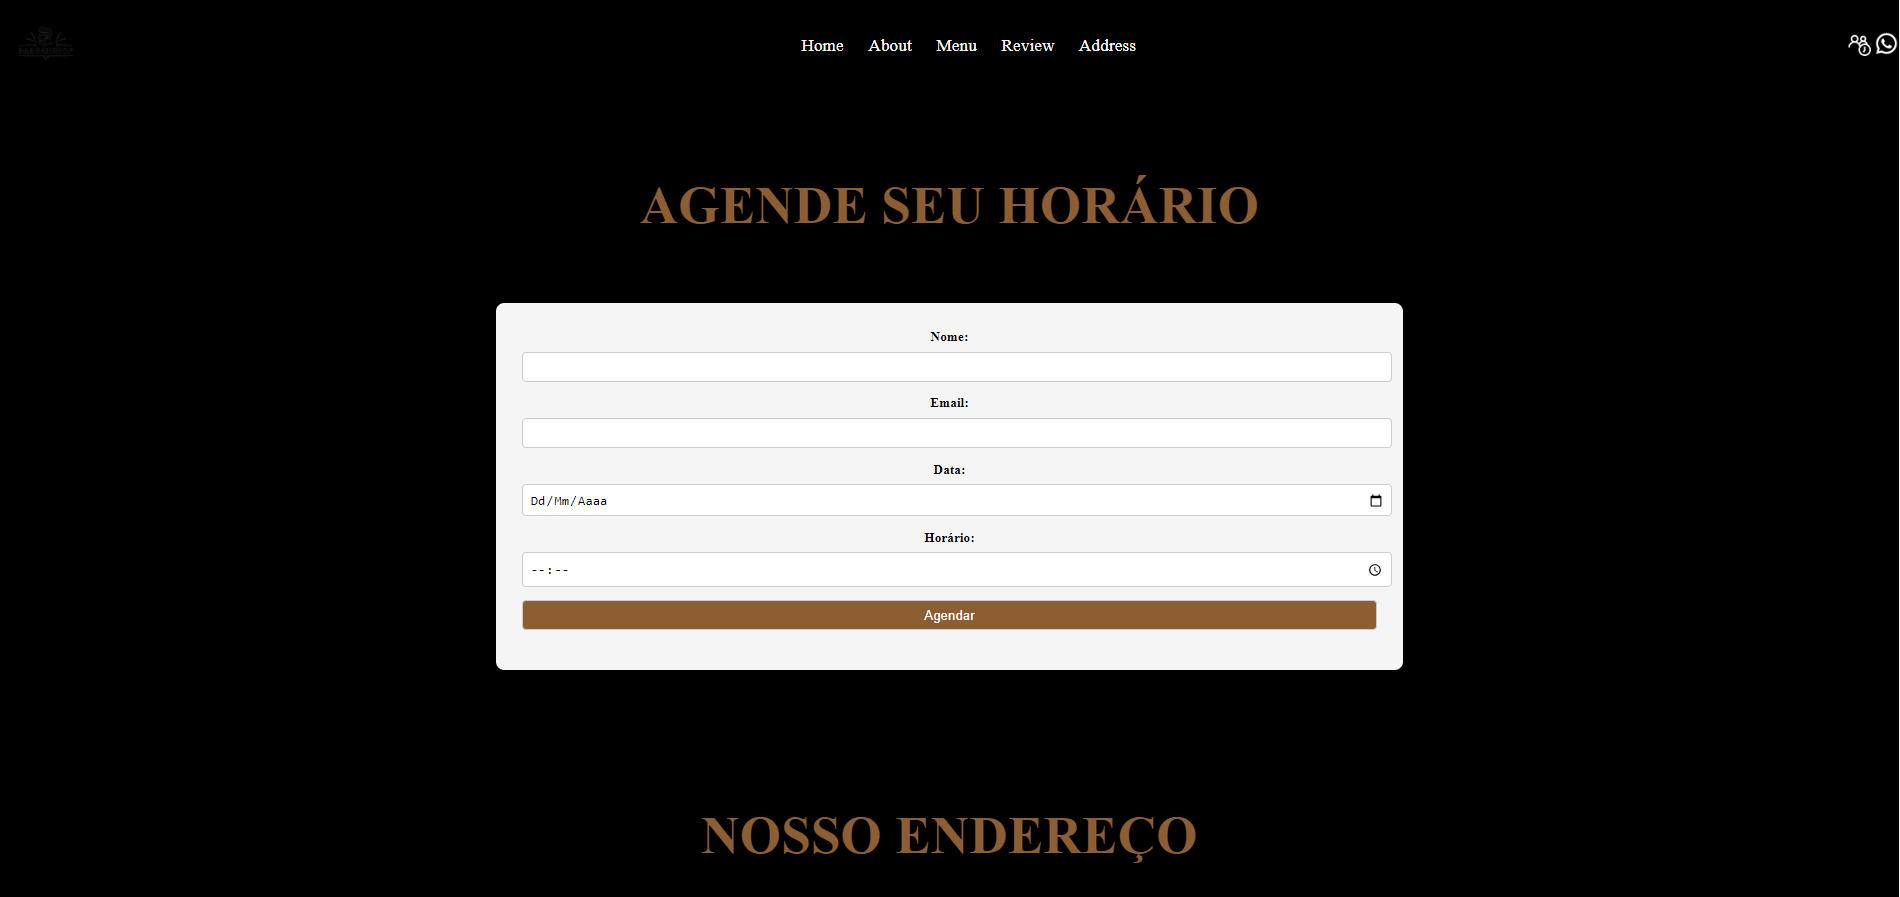 Home About Menu Review Address
AGENDE SEU HORÁRIO
Nome:
Email:
Data:
Dd/Mm/Aaaa
Horário:
--:--
Agendar
NOSSO ENDEREÇO